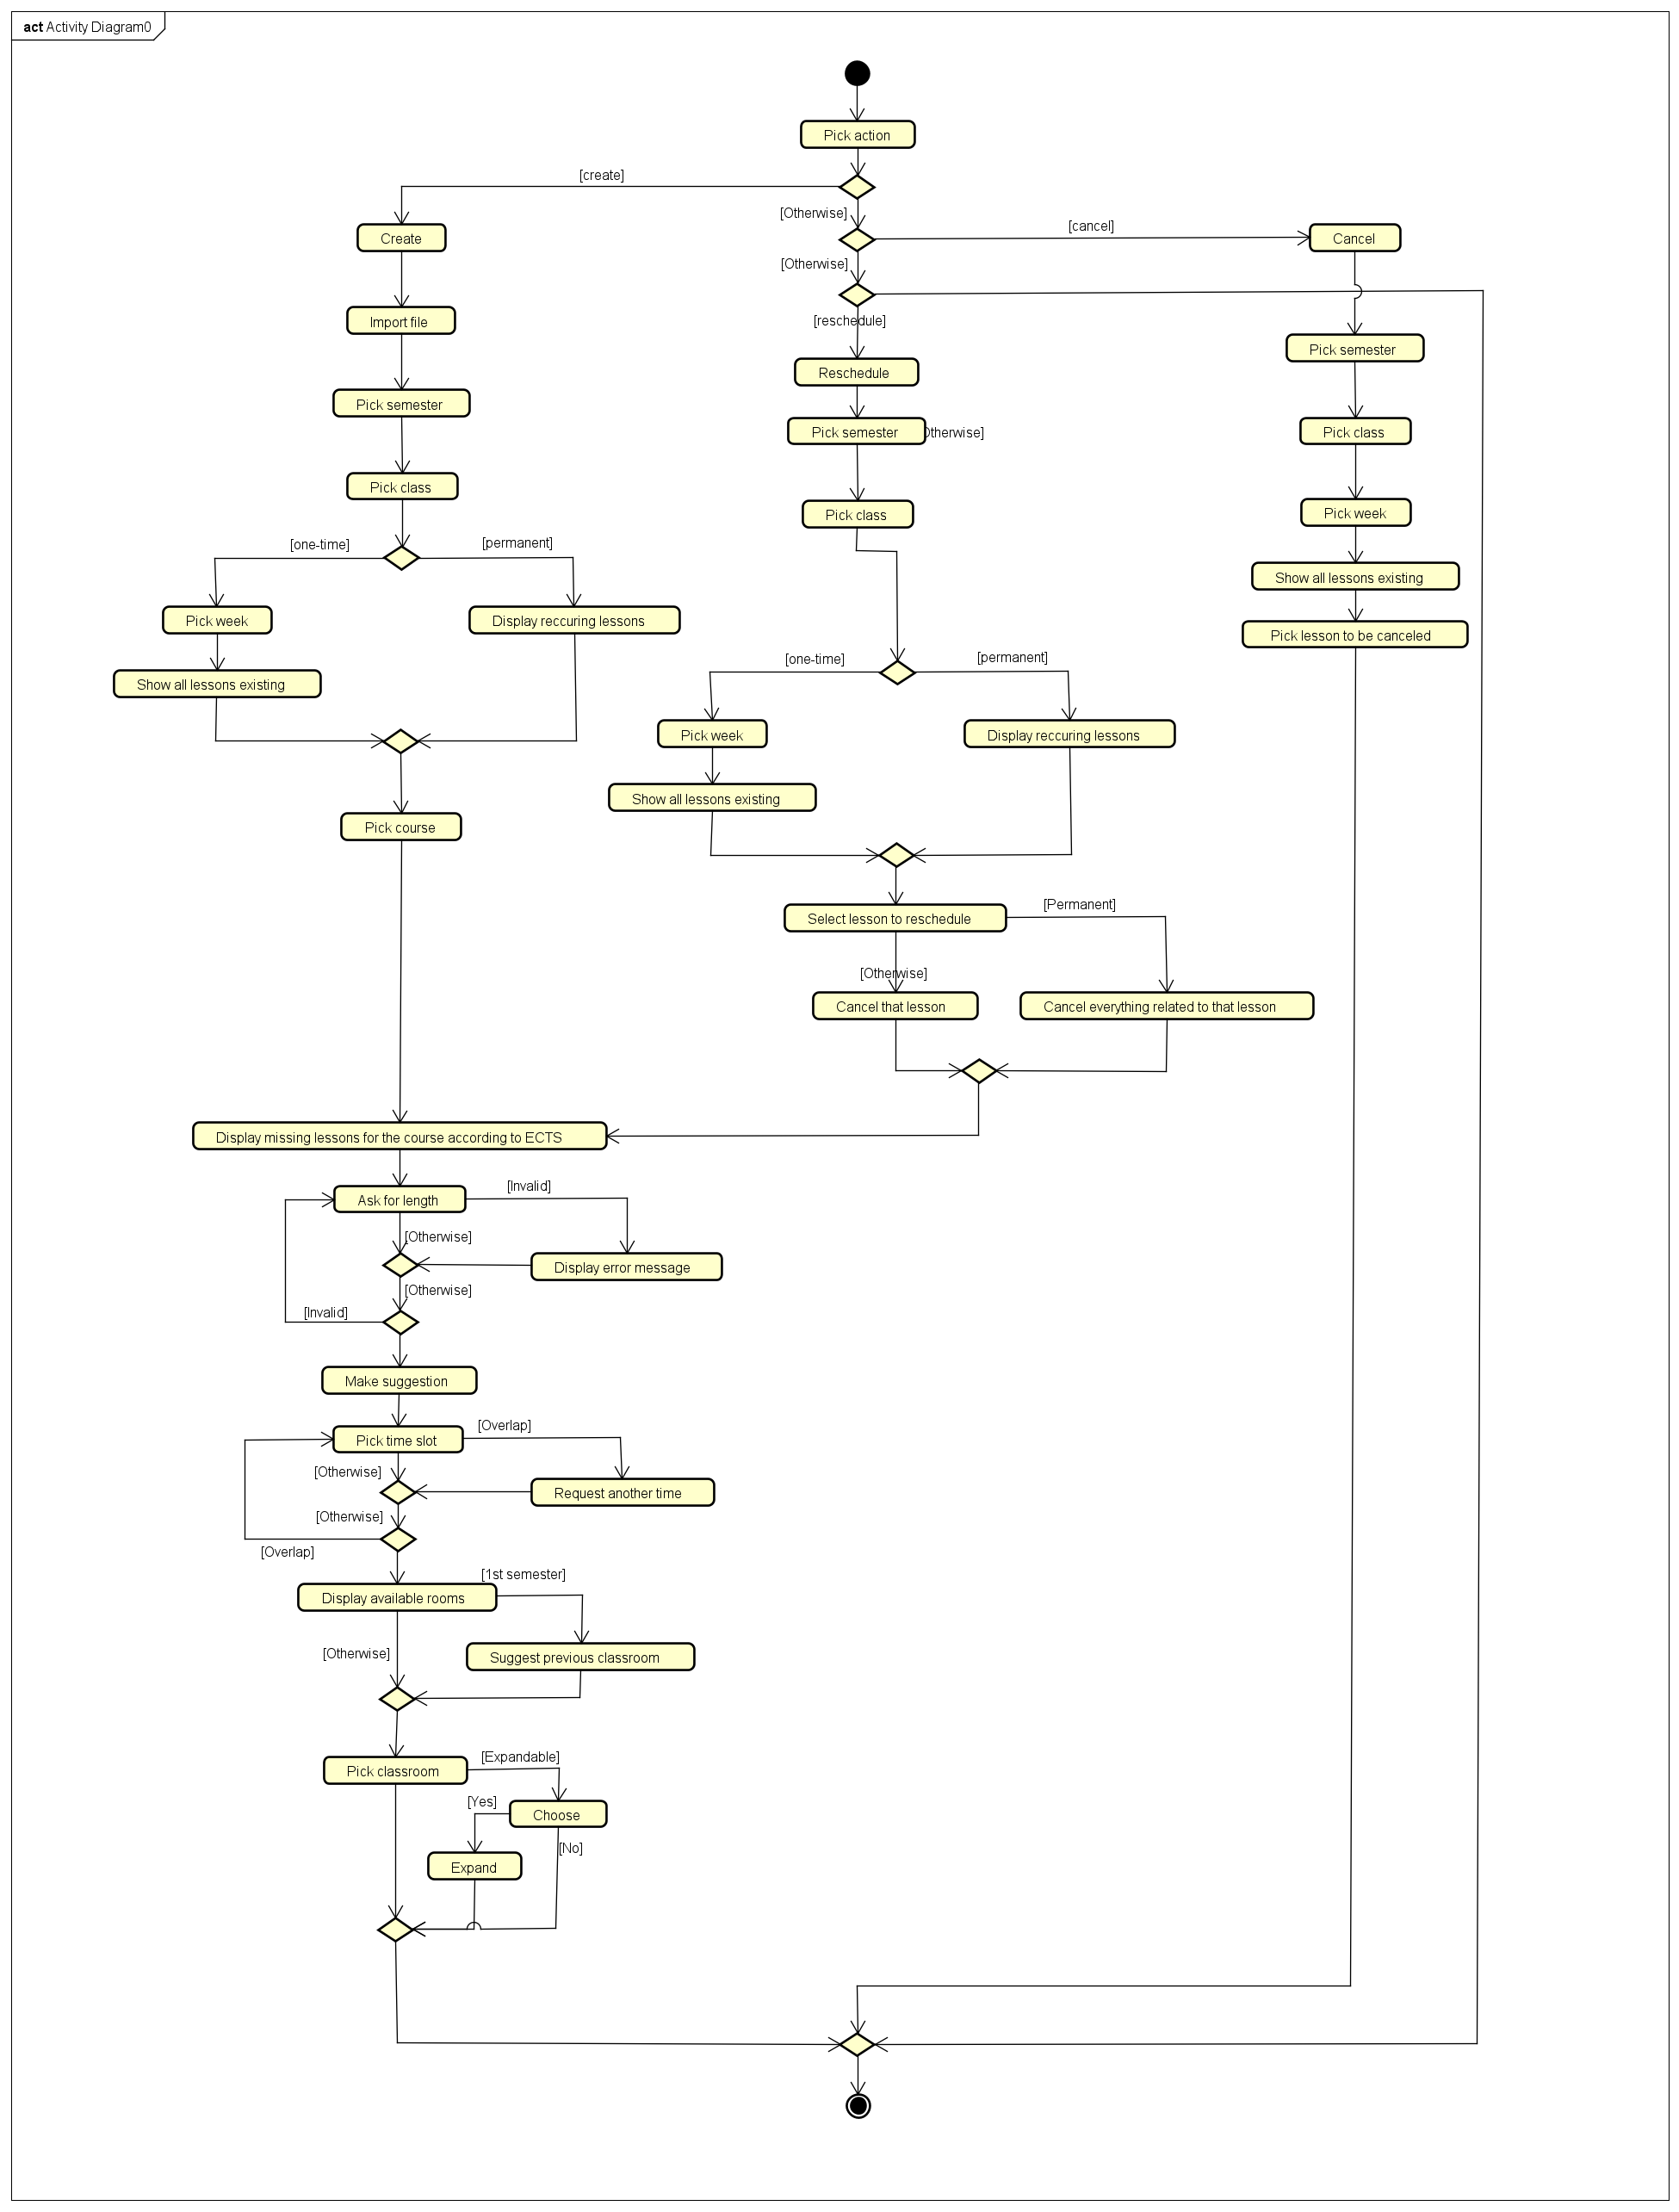 act Activity Diagram0
Pick action
[create]
[Otherwise]
[cancel]
Create
Cancel
[Otherwise]
Import file
[reschedule]
Pick semester
Reschedule
Pick semester
Pick semester
Otherwise]
Pick class
Pick class
Pick class
Pick week
[one-time]
[permanent]
Show all lessons existing
Pick week
Display reccuring lessons
Pick lesson to be canceled
[one-time]
[permanent]
Show all lessons existing
Pick week
Display reccuring lessons
Show all lessons existing
Pick course
[Permanent]
Select lesson to reschedule
[Otherwise]
Cancel that lesson
Cancel everything related to that lesson
Display missing lessons for the course according to ECTS
[Invalid]
Ask for length
[Otherwise]
Display error message
[Otherwise]
[Invalid]
Make suggestion
[Overlap]
Pick time slot
[Otherwise]
Request another time
[Otherwise]
[Overlap]
[1st semester]
Display available rooms
[Otherwise]
Suggest previous classroom
[Expandable]
Pick classroom
[Yes]
Choose
[No]
Expand